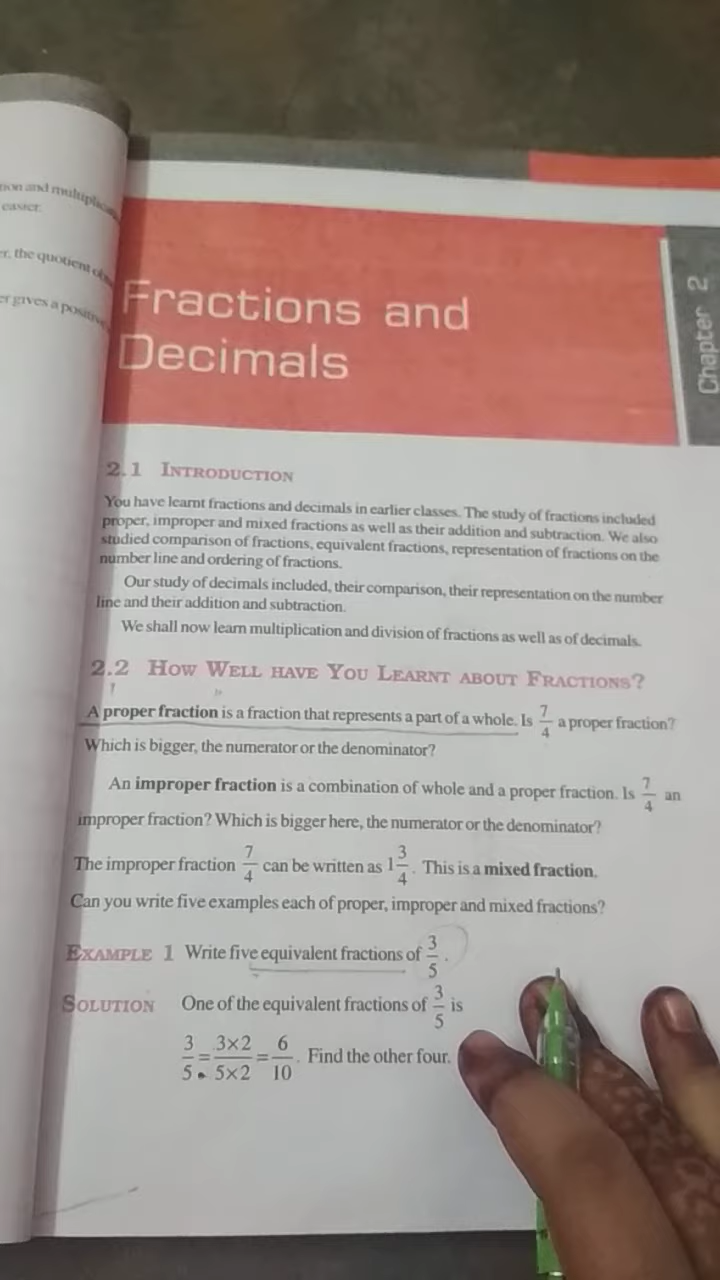 tion and
easier.
er, the quotient
er gives a
Fractions and
Decimals
Chapter 2
2.1 INTRODUCTION
You have learnt fractions and decimals in earlier classes. The study of fractions included
proper, improper and mixed fractions as well as their addition and subtraction. We also
studied comparison of fractions, equivalent fractions, representation of fractions on the
number line and ordering of fractions.
Our study of decimals included, their comparison, their representation on the number
line and their addition and subtraction.
We shall now learn multiplication and division of fractions as well as of decimals.
2.2 HOW WELL HAVE YOU LEARNT ABOUT FRACTIONS?
A proper fraction is a fraction that represents a part of a whole. Is 7/4 a proper fraction?
Which is bigger, the numerator or the denominator?
An improper fraction is a combination of whole and a proper fraction. Is 7/4 an
improper fraction? Which is bigger here, the numerator or the denominator?
The improper fraction 7/4 can be written as 1 3/4. This is a mixed fraction.
Can you write five examples each of proper, improper and mixed fractions?
EXAMPLE 1 Write five equivalent fractions of 3/5.
SOLUTION One of the equivalent fractions of 3/5 is
3/5 = 3×2/5×2 = 6/10. Find the other four.